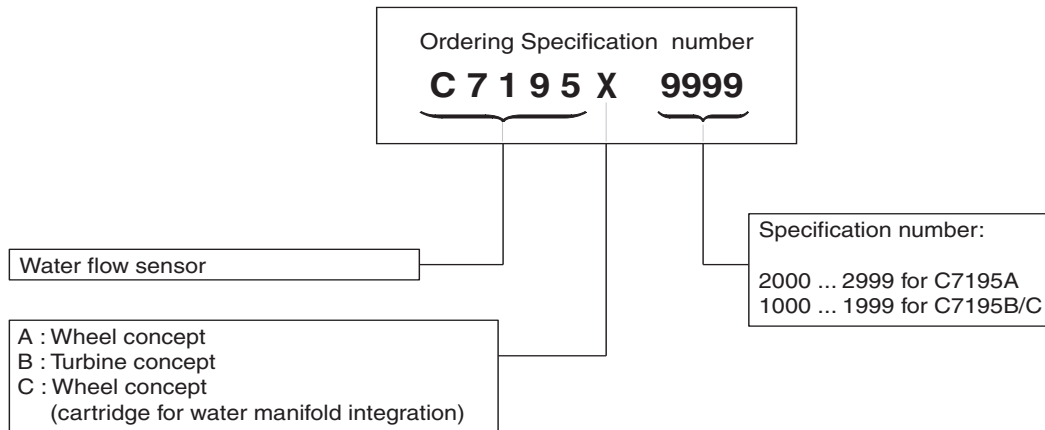 Ordering Specification number
C 7 1 9 5 X 9999
Water flow sensor
A : Wheel concept
B : Turbine concept
C : Wheel concept
(cartridge for water manifold integration)
Specification number:
2000 ... 2999 for C7195A
1000 ... 1999 for C7195B/C